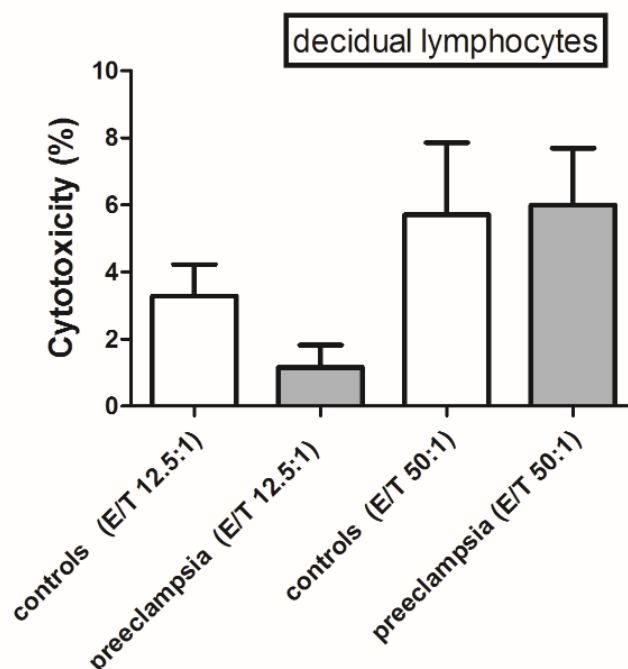 decidual lymphocytes
Cytotoxicity (%)
10
8
6
4
2
0
controls (E/T 12.5:1)
preeclampsia (E/T 12.5:1)
controls (E/T 50:1)
preeclampsia (E/T 50:1)